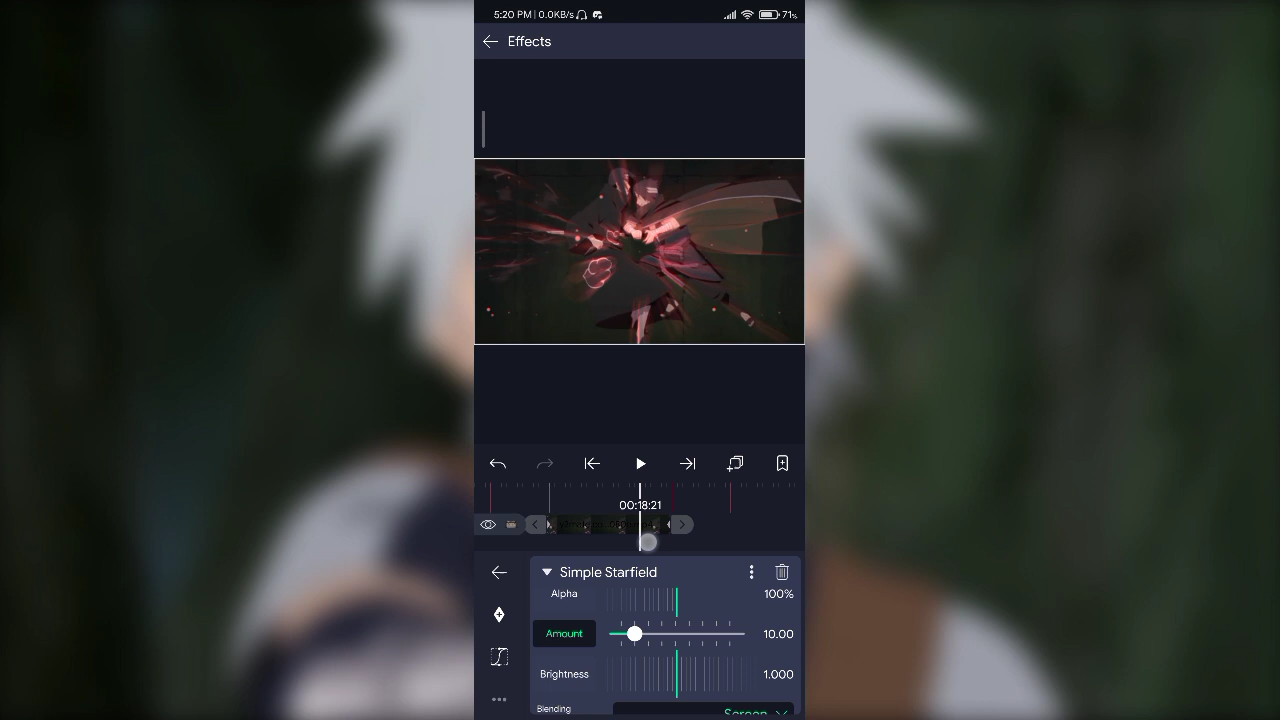 5:20 PM | 0.0KB/s
71%
Effects
00:18:21
Simple Starfield
Alpha
100%
Amount
10.00
Brightness
1.000
Blending
Screen